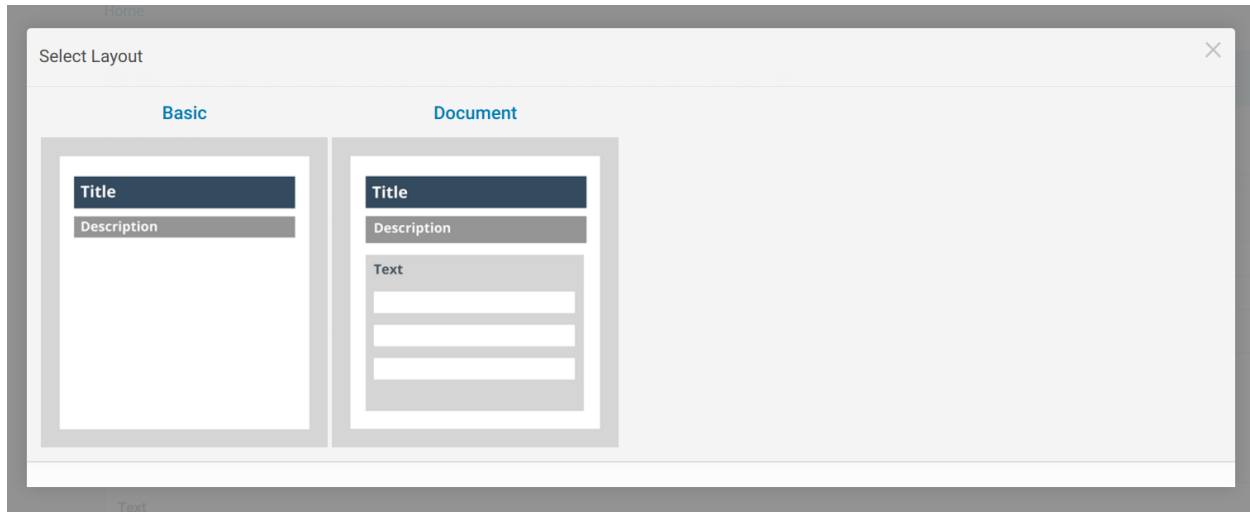 Home
Select Layout
Basic
Document
Title
Description
Title
Description
Text
Text